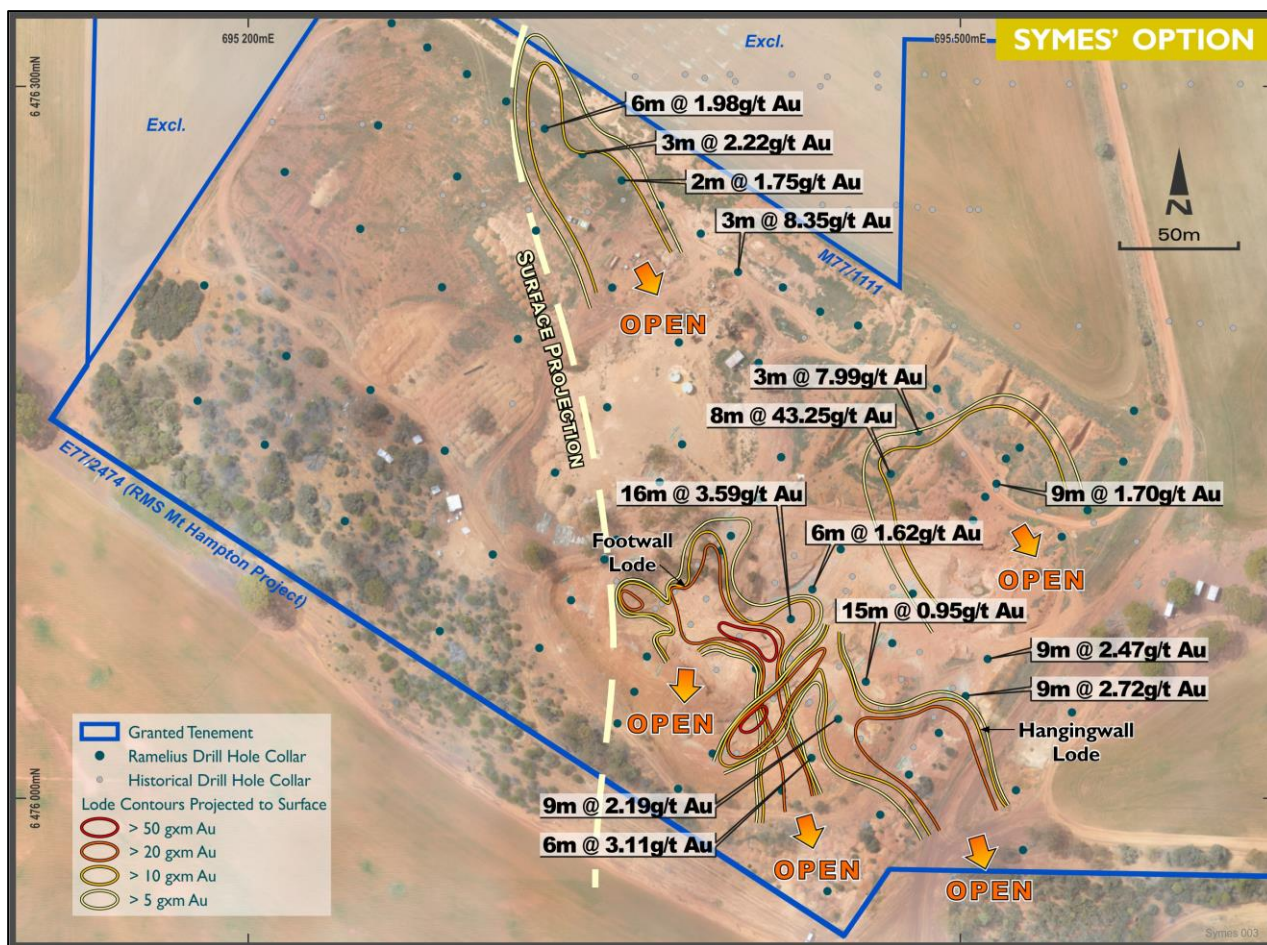 695 200mE
695 500mE
SYMES' OPTION
Excl.
Excl.
6 476 300mN
6m @ 1.98g/t Au
3m @ 2.22g/t Au
2m @ 1.75g/t Au
3m @ 8.35g/t Au
N
50m
M77/1111
SURFACE PROJECTION
OPEN
3m @ 7.99g/t Au
8m @ 43.25g/t Au
E77/2474 (RMS Mt Hampton Project)
16m @ 3.59g/t Au
9m @ 1.70g/t Au
6m @ 1.62g/t Au
Footwall
Lode
OPEN
15m @ 0.95g/t Au
9m @ 2.47g/t Au
9m @ 2.72g/t Au
OPEN
Hangingwall
Lode
Granted Tenement
Ramelius Drill Hole Collar
Historical Drill Hole Collar
Lode Contours Projected to Surface
> 50 gxm Au
> 20 gxm Au
> 10 gxm Au
> 5 gxm Au
6 476 000mN
9m @ 2.19g/t Au
6m @ 3.11g/t Au
OPEN
OPEN
Symes 003